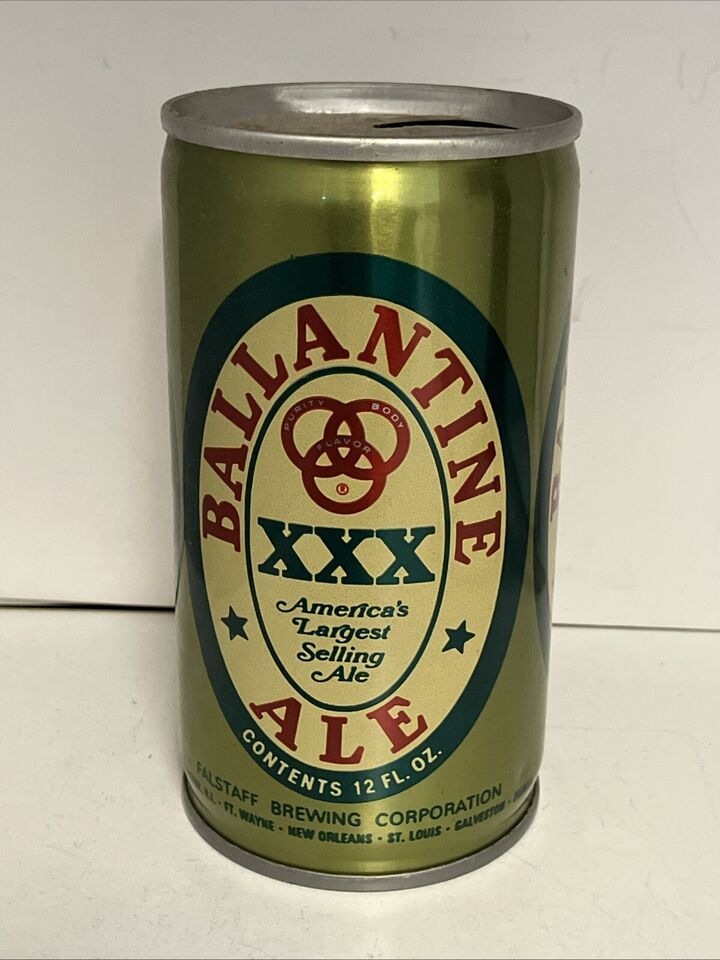 BALLANTINE
PURITY
BODY
FLAVOR
®
XXX
America's
Largest
Selling
Ale
ALE
CONTENTS 12 FL. OZ.
FALSTAFF BREWING CORPORATION
R.I. - FT. WAYNE - NEW ORLEANS - ST. LOUIS - GALVESTON -